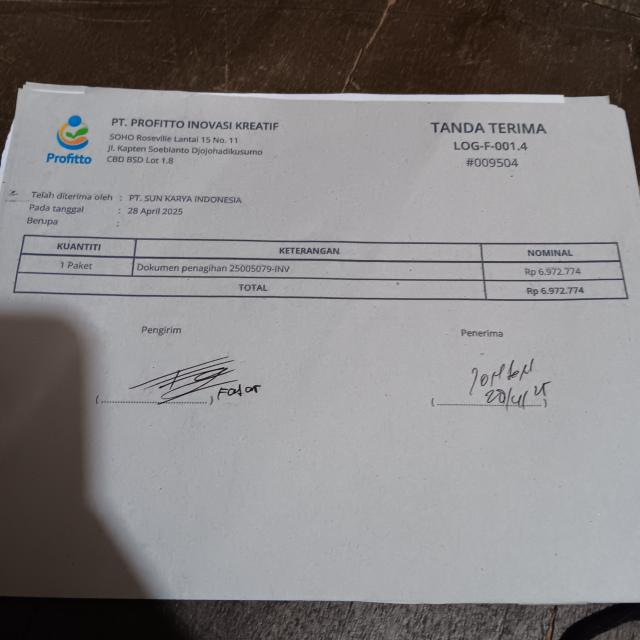 Profitto
PT. PROFITTO INOVASI KREATIF
SOHO Roseville Lantai 15 No. 11
Jl. Kapten Soebianto Djojohadikusumo
CBD BSD Lot 1.8
TANDA TERIMA
LOG-F-001.4
#009504
Telah diterima oleh : PT. SUN KARYA INDONESIA
Pada tanggal : 28 April 2025
Berupa :
KUANTITI KETERANGAN NOMINAL
1 Paket Dokumen penagihan 25005079-INV Rp 6.972.774
TOTAL Rp 6.972.774
Pengirim Penerima
(....................) Fajar
(....................)